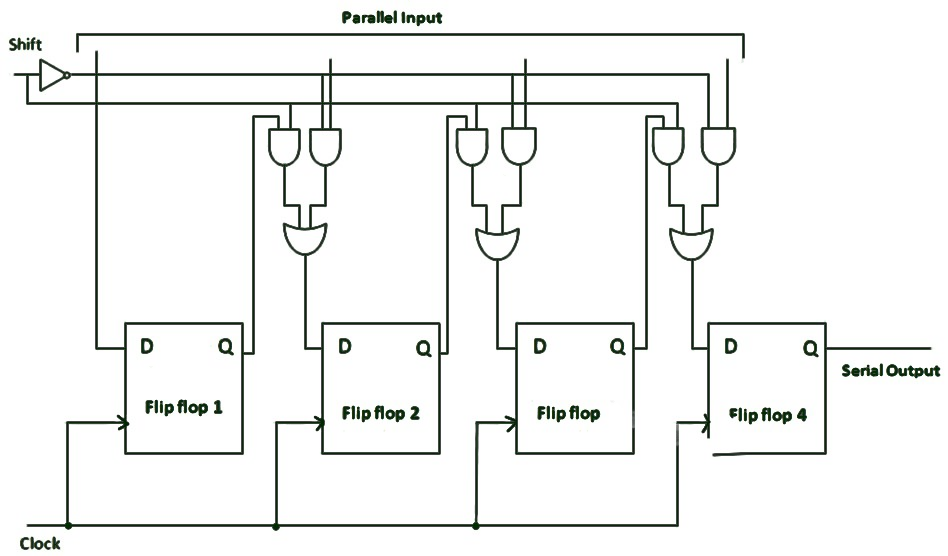 Parallel Input
Shift
D Q
D Q
D Q
D Q
Serial Output
Flip flop 1
Flip flop 2
Flip flop
Flip flop 4
Clock